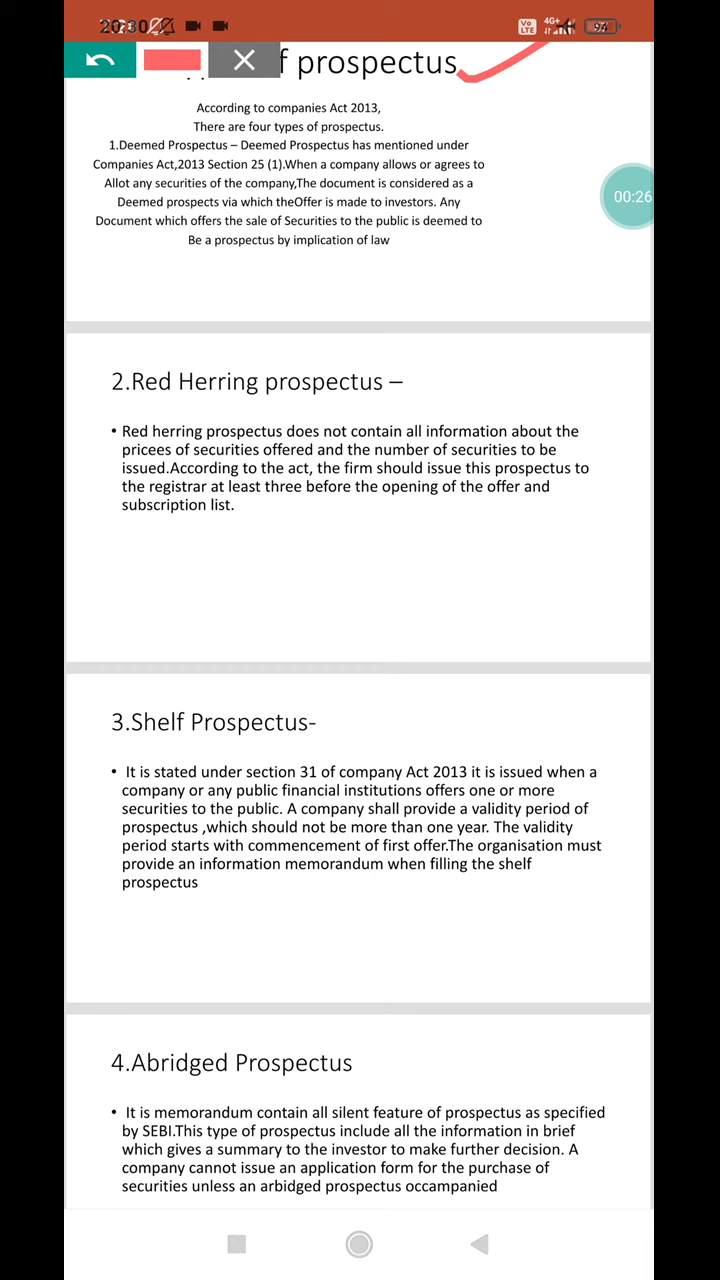 20:30
Vo LTE 4G+ 94
f prospectus
According to companies Act 2013,
There are four types of prospectus.
00:26
1.Deemed Prospectus – Deemed Prospectus has mentioned under
Companies Act,2013 Section 25 (1).When a company allows or agrees to
Allot any securities of the company,The document is considered as a
Deemed prospects via which theOffer is made to investors. Any
Document which offers the sale of Securities to the public is deemed to
Be a prospectus by implication of law
2.Red Herring prospectus –
• Red herring prospectus does not contain all information about the
pricees of securities offered and the number of securities to be
issued.According to the act, the firm should issue this prospectus to
the registrar at least three before the opening of the offer and
subscription list.
3.Shelf Prospectus-
• It is stated under section 31 of company Act 2013 it is issued when a
company or any public financial institutions offers one or more
securities to the public. A company shall provide a validity period of
prospectus ,which should not be more than one year. The validity
period starts with commencement of first offer.The organisation must
provide an information memorandum when filling the shelf
prospectus
4.Abridged Prospectus
• It is memorandum contain all silent feature of prospectus as specified
by SEBI.This type of prospectus include all the information in brief
which gives a summary to the investor to make further decision. A
company cannot issue an application form for the purchase of
securities unless an arbidged prospectus occampanied